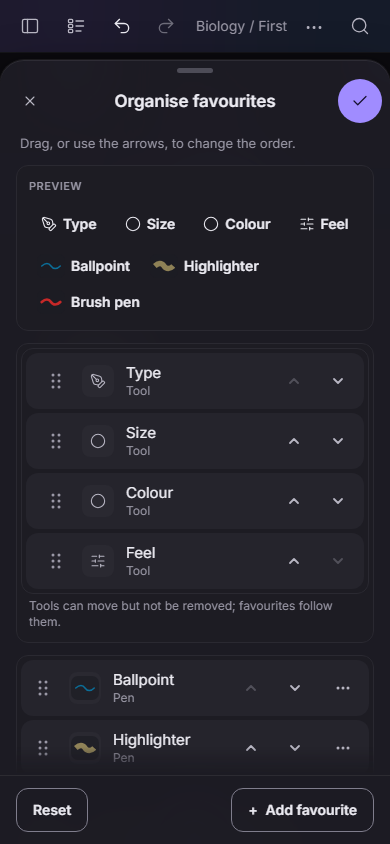 Biology / First
Organise favourites
Drag, or use the arrows, to change the order.
PREVIEW
Type Size Colour Feel
Ballpoint Highlighter
Brush pen
Type
Tool
Size
Tool
Colour
Tool
Feel
Tool
Tools can move but not be removed; favourites follow
them.
Ballpoint
Pen
Highlighter
Pen
Reset + Add favourite